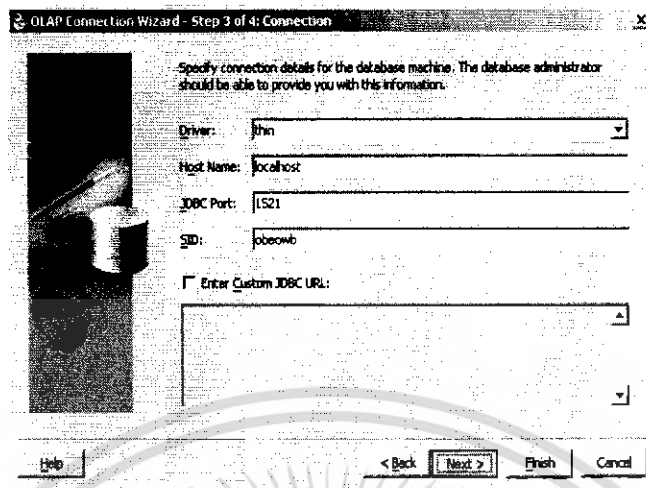 OLAP Connection Wizard - Step 3 of 4: Connection
Specify connection details for the database machine. The database administrator
should be able to provide you with this information.
Driver: thin
Host Name: localhost
JDBC Port: 1521
SID: obeowb
Enter Custom JDBC URL:
Help < Back Next > Finish Cancel